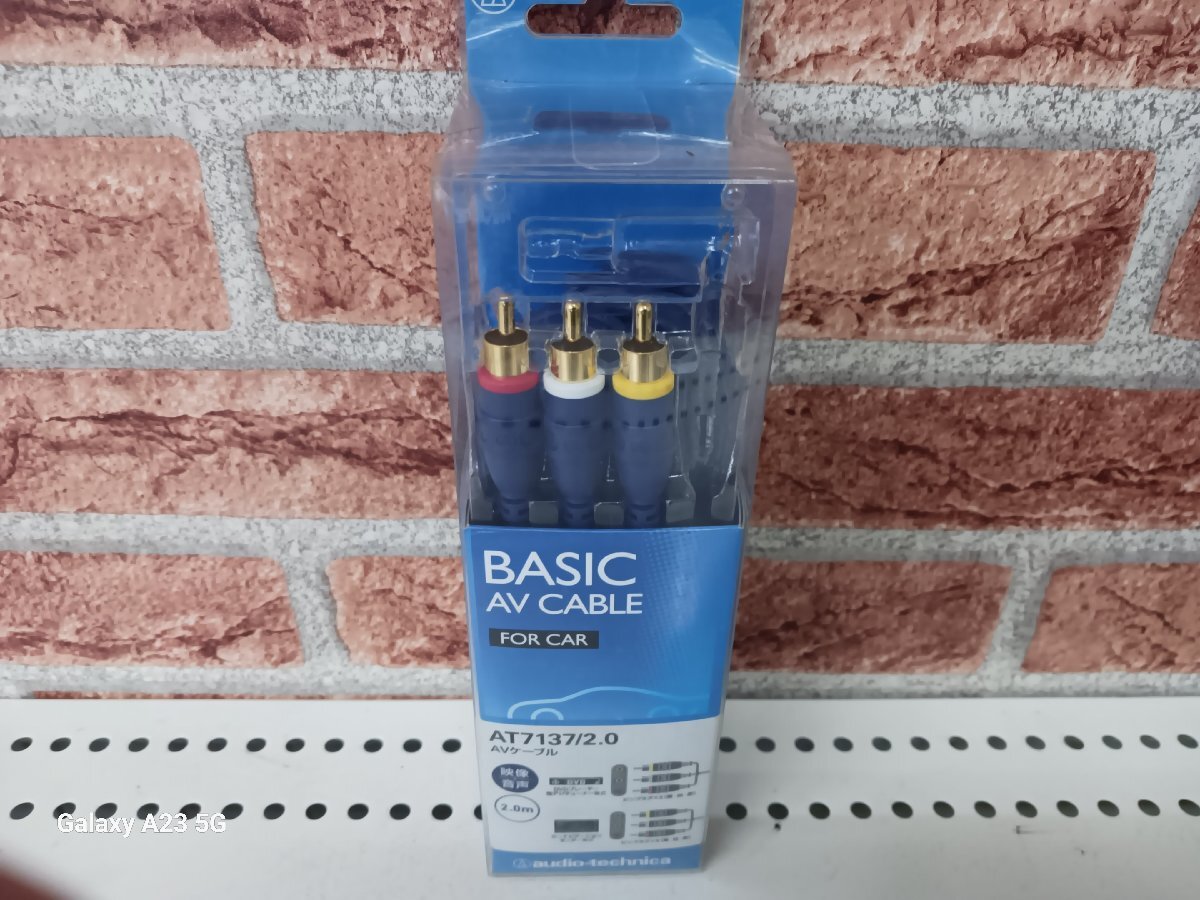 BASIC
AV CABLE
FOR CAR
AT7137/2.0
AVケーブル
映像
音声
DVD
2.0m
audio-technica
Galaxy A23 5G